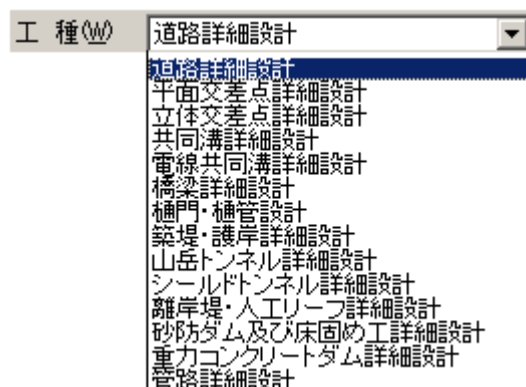 工 種(W) 道路詳細設計
道路詳細設計
平面交差点詳細設計
立体交差点詳細設計
共同溝詳細設計
電線共同溝詳細設計
橋梁詳細設計
樋門・樋管設計
築堤・護岸詳細設計
山岳トンネル詳細設計
シールドトンネル詳細設計
離岸堤・人工リーフ詳細設計
砂防ダム及び床固め工詳細設計
重力コンクリートダム詳細設計
管路詳細設計